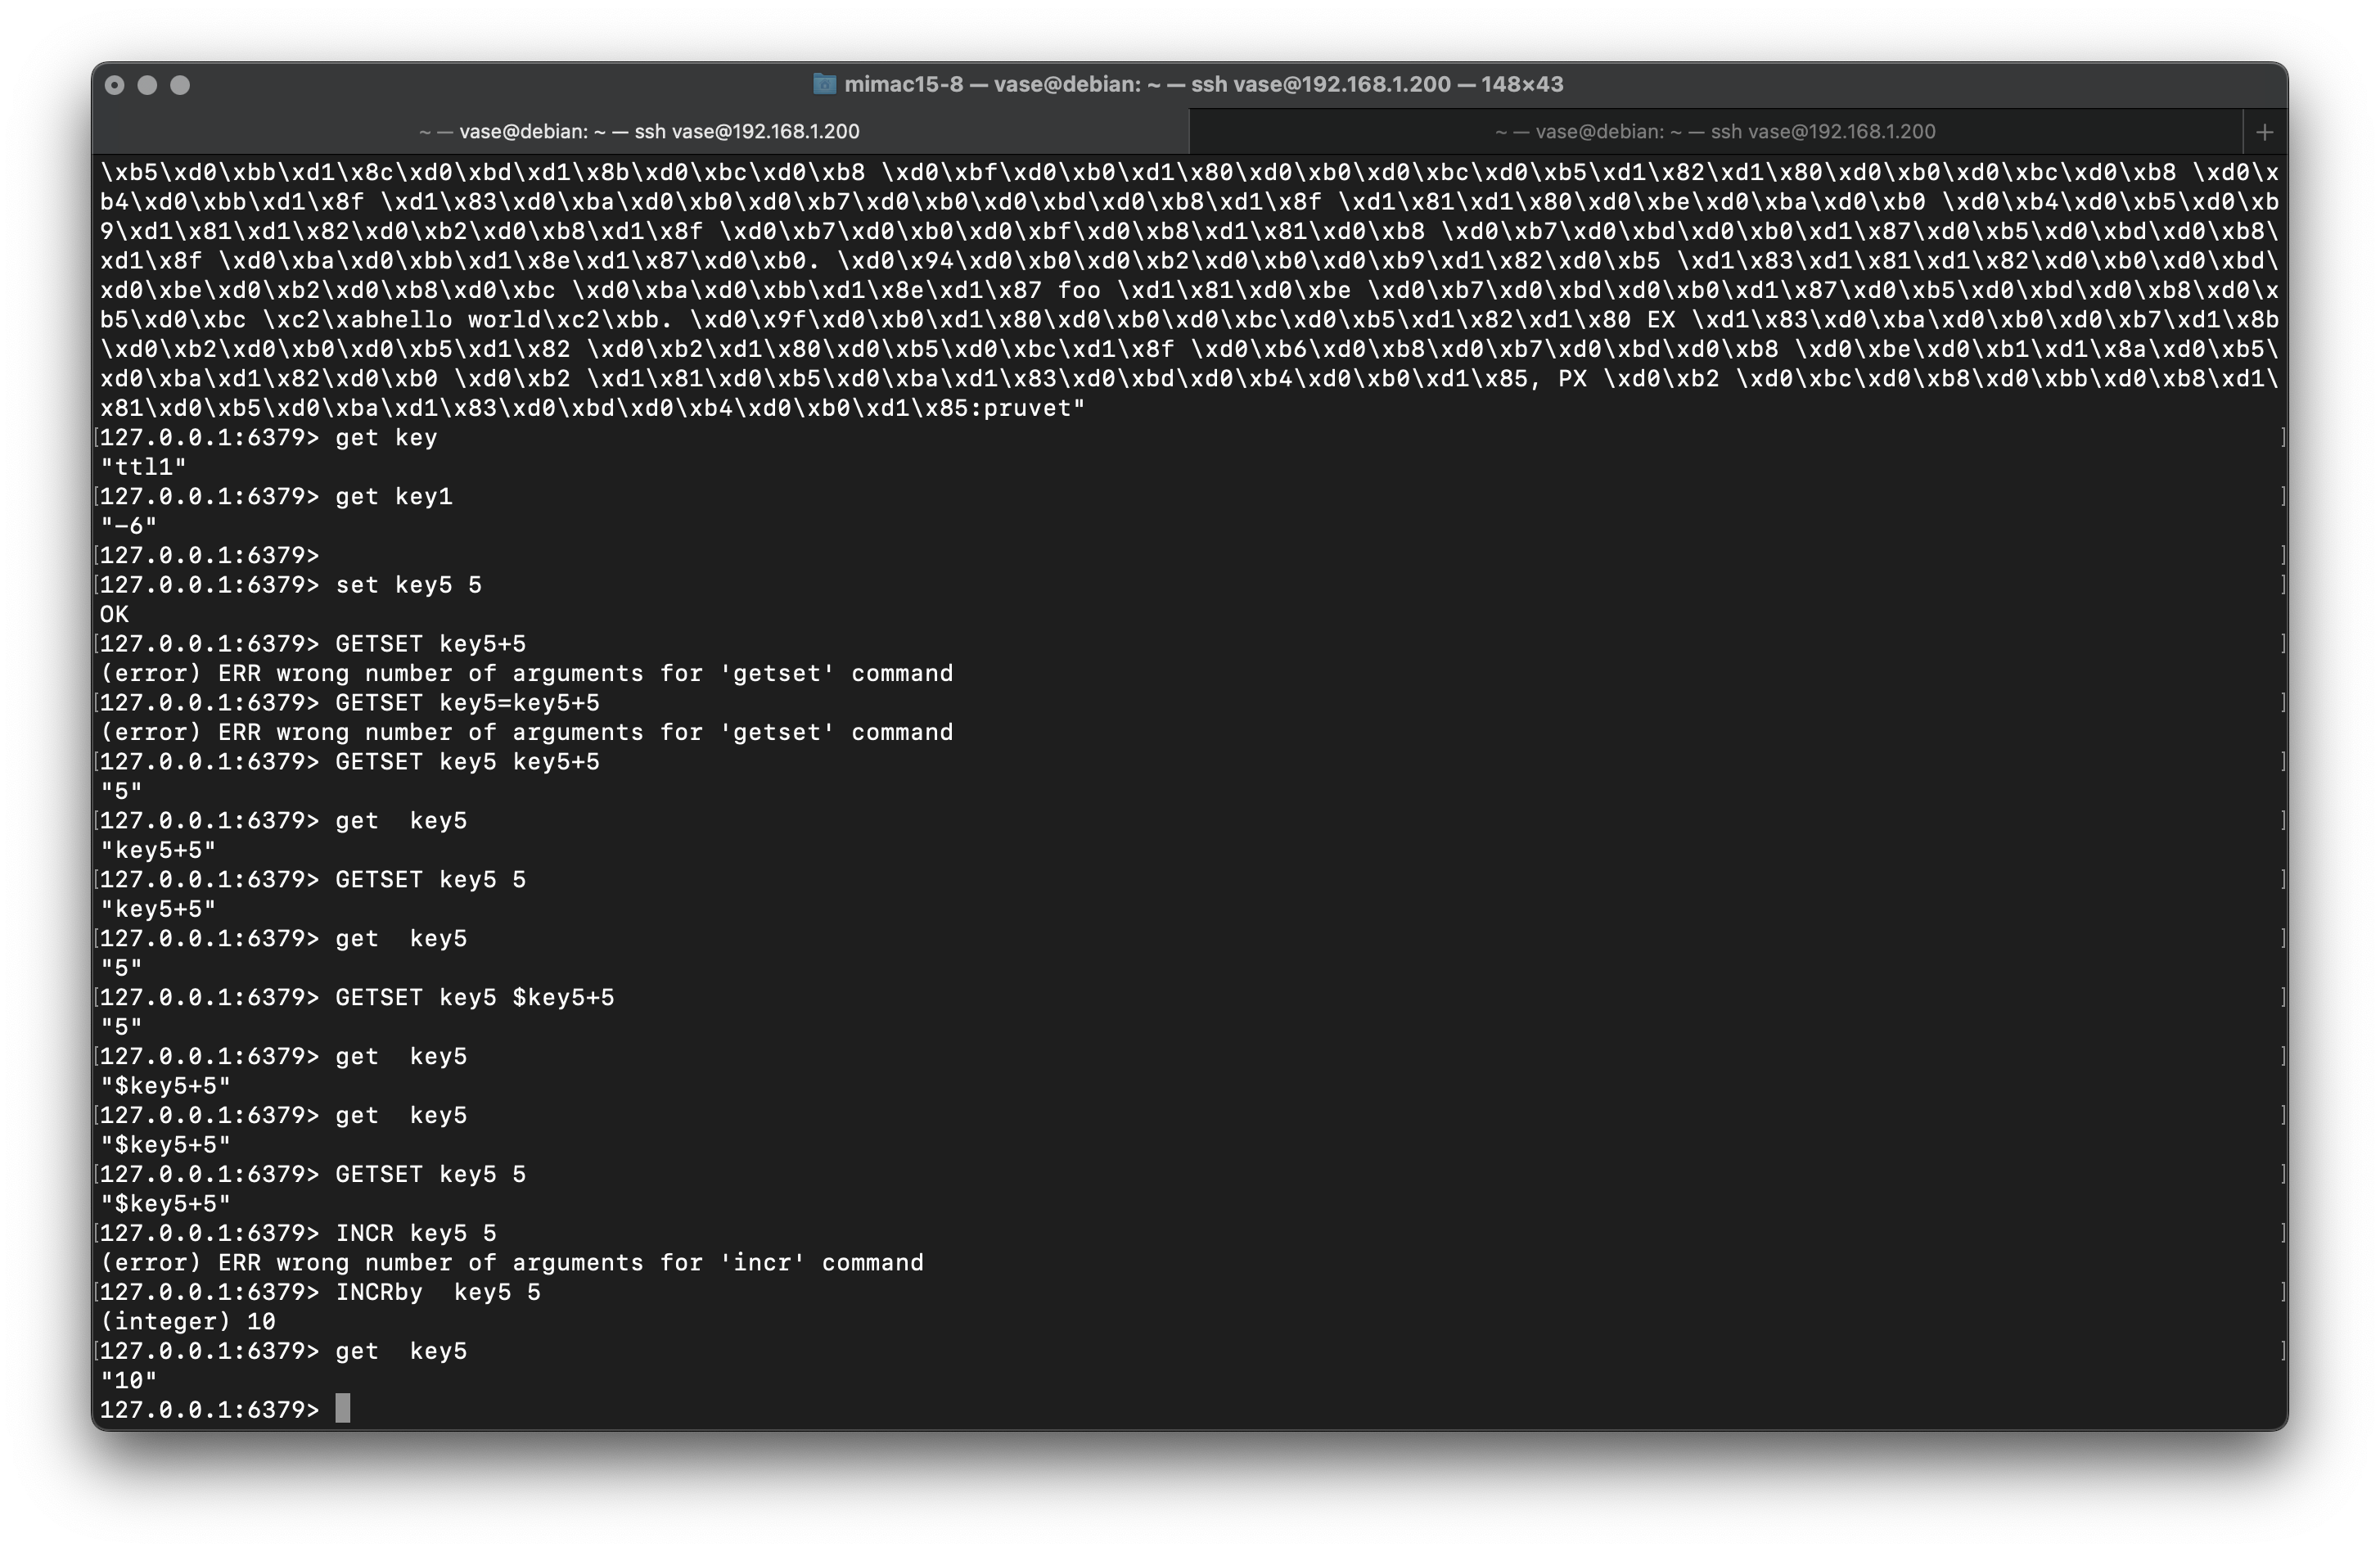 mimac15-8 — vase@debian: ~ — ssh vase@192.168.1.200 — 148×43
~ — vase@debian: ~ — ssh vase@192.168.1.200
~ — vase@debian: ~ — ssh vase@192.168.1.200
\xb5\xd0\xbb\xd1\x8c\xd0\xbd\xd1\x8b\xd0\xbc\xd0\xb8 \xd0\xbf\xd0\xb0\xd1\x80\xd0\xb0\xd0\xbc\xd0\xb5\xd1\x82\xd1\x80\xd0\xb0\xd0\xbc\xd0\xb8 \xd0\x
b4\xd0\xbb\xd1\x8f \xd1\x83\xd0\xba\xd0\xb0\xd0\xb7\xd0\xb0\xd0\xbd\xd0\xb8\xd1\x8f \xd1\x81\xd1\x80\xd0\xbe\xd0\xba\xd0\xb0 \xd0\xb4\xd0\xb5\xd0\xb
9\xd1\x81\xd1\x82\xd0\xb2\xd0\xb8\xd1\x8f \xd0\xb7\xd0\xb0\xd0\xbf\xd0\xb8\xd1\x81\xd0\xb8 \xd0\xb7\xd0\xbd\xd0\xb0\xd1\x87\xd0\xb5\xd0\xbd\xd0\xb8\
xd1\x8f \xd0\xba\xd0\xbb\xd1\x8e\xd1\x87\xd0\xb0. \xd0\x94\xd0\xb0\xd0\xb2\xd0\xb0\xd0\xb9\xd1\x82\xd0\xb5 \xd1\x83\xd1\x81\xd1\x82\xd0\xb0\xd0\xbd\
xd0\xbe\xd0\xb2\xd0\xb8\xd0\xbc \xd0\xba\xd0\xbb\xd1\x8e\xd1\x87 foo \xd1\x81\xd0\xbe \xd0\xb7\xd0\xbd\xd0\xb0\xd1\x87\xd0\xb5\xd0\xbd\xd0\xb8\xd0\x
b5\xd0\xbc \xc2\xabhello world\xc2\xbb. \xd0\x9f\xd0\xb0\xd1\x80\xd0\xb0\xd0\xbc\xd0\xb5\xd1\x82\xd1\x80 EX \xd1\x83\xd0\xba\xd0\xb0\xd0\xb7\xd1\x8b
\xd0\xb2\xd0\xb0\xd0\xb5\xd1\x82 \xd0\xb2\xd1\x80\xd0\xb5\xd0\xbc\xd1\x8f \xd0\xb6\xd0\xb8\xd0\xb7\xd0\xbd\xd0\xb8 \xd0\xbe\xd0\xb1\xd1\x8a\xd0\xb5\
xd0\xba\xd1\x82\xd0\xb0 \xd0\xb2 \xd1\x81\xd0\xb5\xd0\xba\xd1\x83\xd0\xbd\xd0\xb4\xd0\xb0\xd1\x85, PX \xd0\xb2 \xd0\xbc\xd0\xb8\xd0\xbb\xd0\xb8\xd1\
x81\xd0\xb5\xd0\xba\xd1\x83\xd0\xbd\xd0\xb4\xd0\xb0\xd1\x85:pruvet"
[127.0.0.1:6379> get key ]
"ttl1"
[127.0.0.1:6379> get key1 ]
"-6"
[127.0.0.1:6379> ]
[127.0.0.1:6379> set key5 5 ]
OK
[127.0.0.1:6379> GETSET key5+5 ]
(error) ERR wrong number of arguments for 'getset' command
[127.0.0.1:6379> GETSET key5=key5+5 ]
(error) ERR wrong number of arguments for 'getset' command
[127.0.0.1:6379> GETSET key5 key5+5 ]
"5"
[127.0.0.1:6379> get  key5 ]
"key5+5"
[127.0.0.1:6379> GETSET key5 5 ]
"key5+5"
[127.0.0.1:6379> get  key5 ]
"5"
[127.0.0.1:6379> GETSET key5 $key5+5 ]
"5"
[127.0.0.1:6379> get  key5 ]
"$key5+5"
[127.0.0.1:6379> get  key5 ]
"$key5+5"
[127.0.0.1:6379> GETSET key5 5 ]
"$key5+5"
[127.0.0.1:6379> INCR key5 5 ]
(error) ERR wrong number of arguments for 'incr' command
[127.0.0.1:6379> INCRby  key5 5 ]
(integer) 10
[127.0.0.1:6379> get  key5 ]
"10"
127.0.0.1:6379>